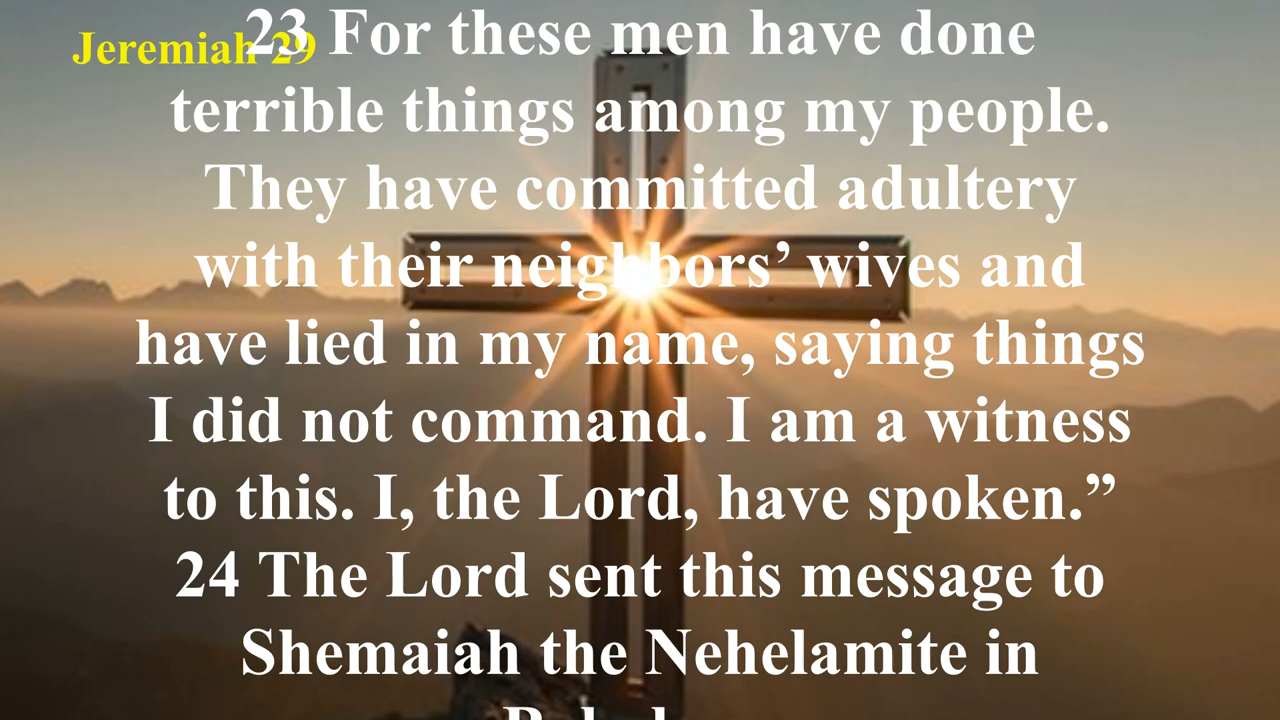 Jeremiah 29
23 For these men have done
terrible things among my people.
They have committed adultery
with their neighbors’ wives and
have lied in my name, saying things
I did not command. I am a witness
to this. I, the Lord, have spoken.”
24 The Lord sent this message to
Shemaiah the Nehelamite in